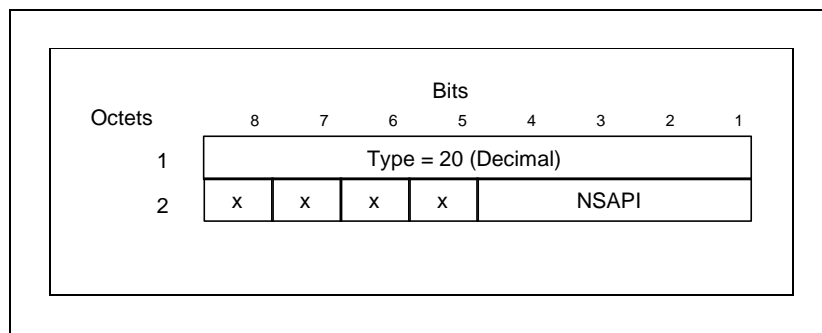 Bits
Octets 8 7 6 5 4 3 2 1
1 Type = 20 (Decimal)
2 x x x x NSAPI